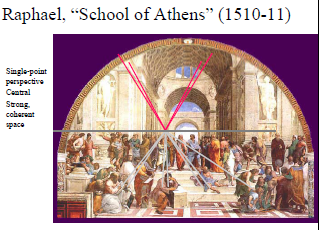 Raphael, “School of Athens” (1510-11)
Single-point
perspective
Central
Strong,
coherent
space